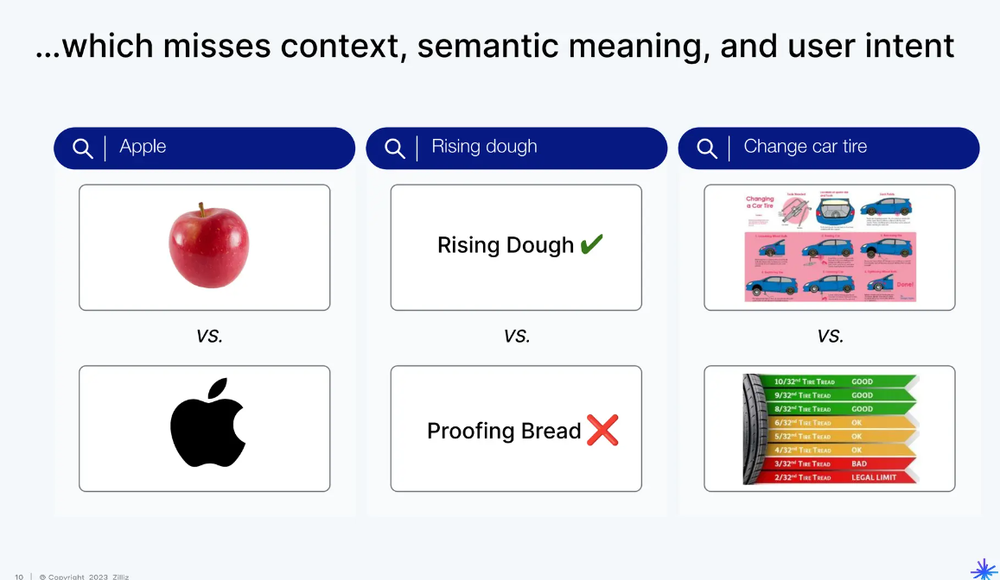 ...which misses context, semantic meaning, and user intent
Apple
Rising dough
Change car tire
Rising Dough ✔
Changing
a Car Tire
Done!
vs.
vs.
vs.
Proofing Bread ❌
10/32nd Tire Tread GOOD
9/32nd Tire Tread GOOD
8/32nd Tire Tread GOOD
6/32nd Tire Tread OK
5/32nd Tire Tread OK
4/32nd Tire Tread OK
3/32nd Tire Tread BAD
2/32nd Tire Tread LEGAL LIMIT
10 | © Copyright 2023 Zilliz